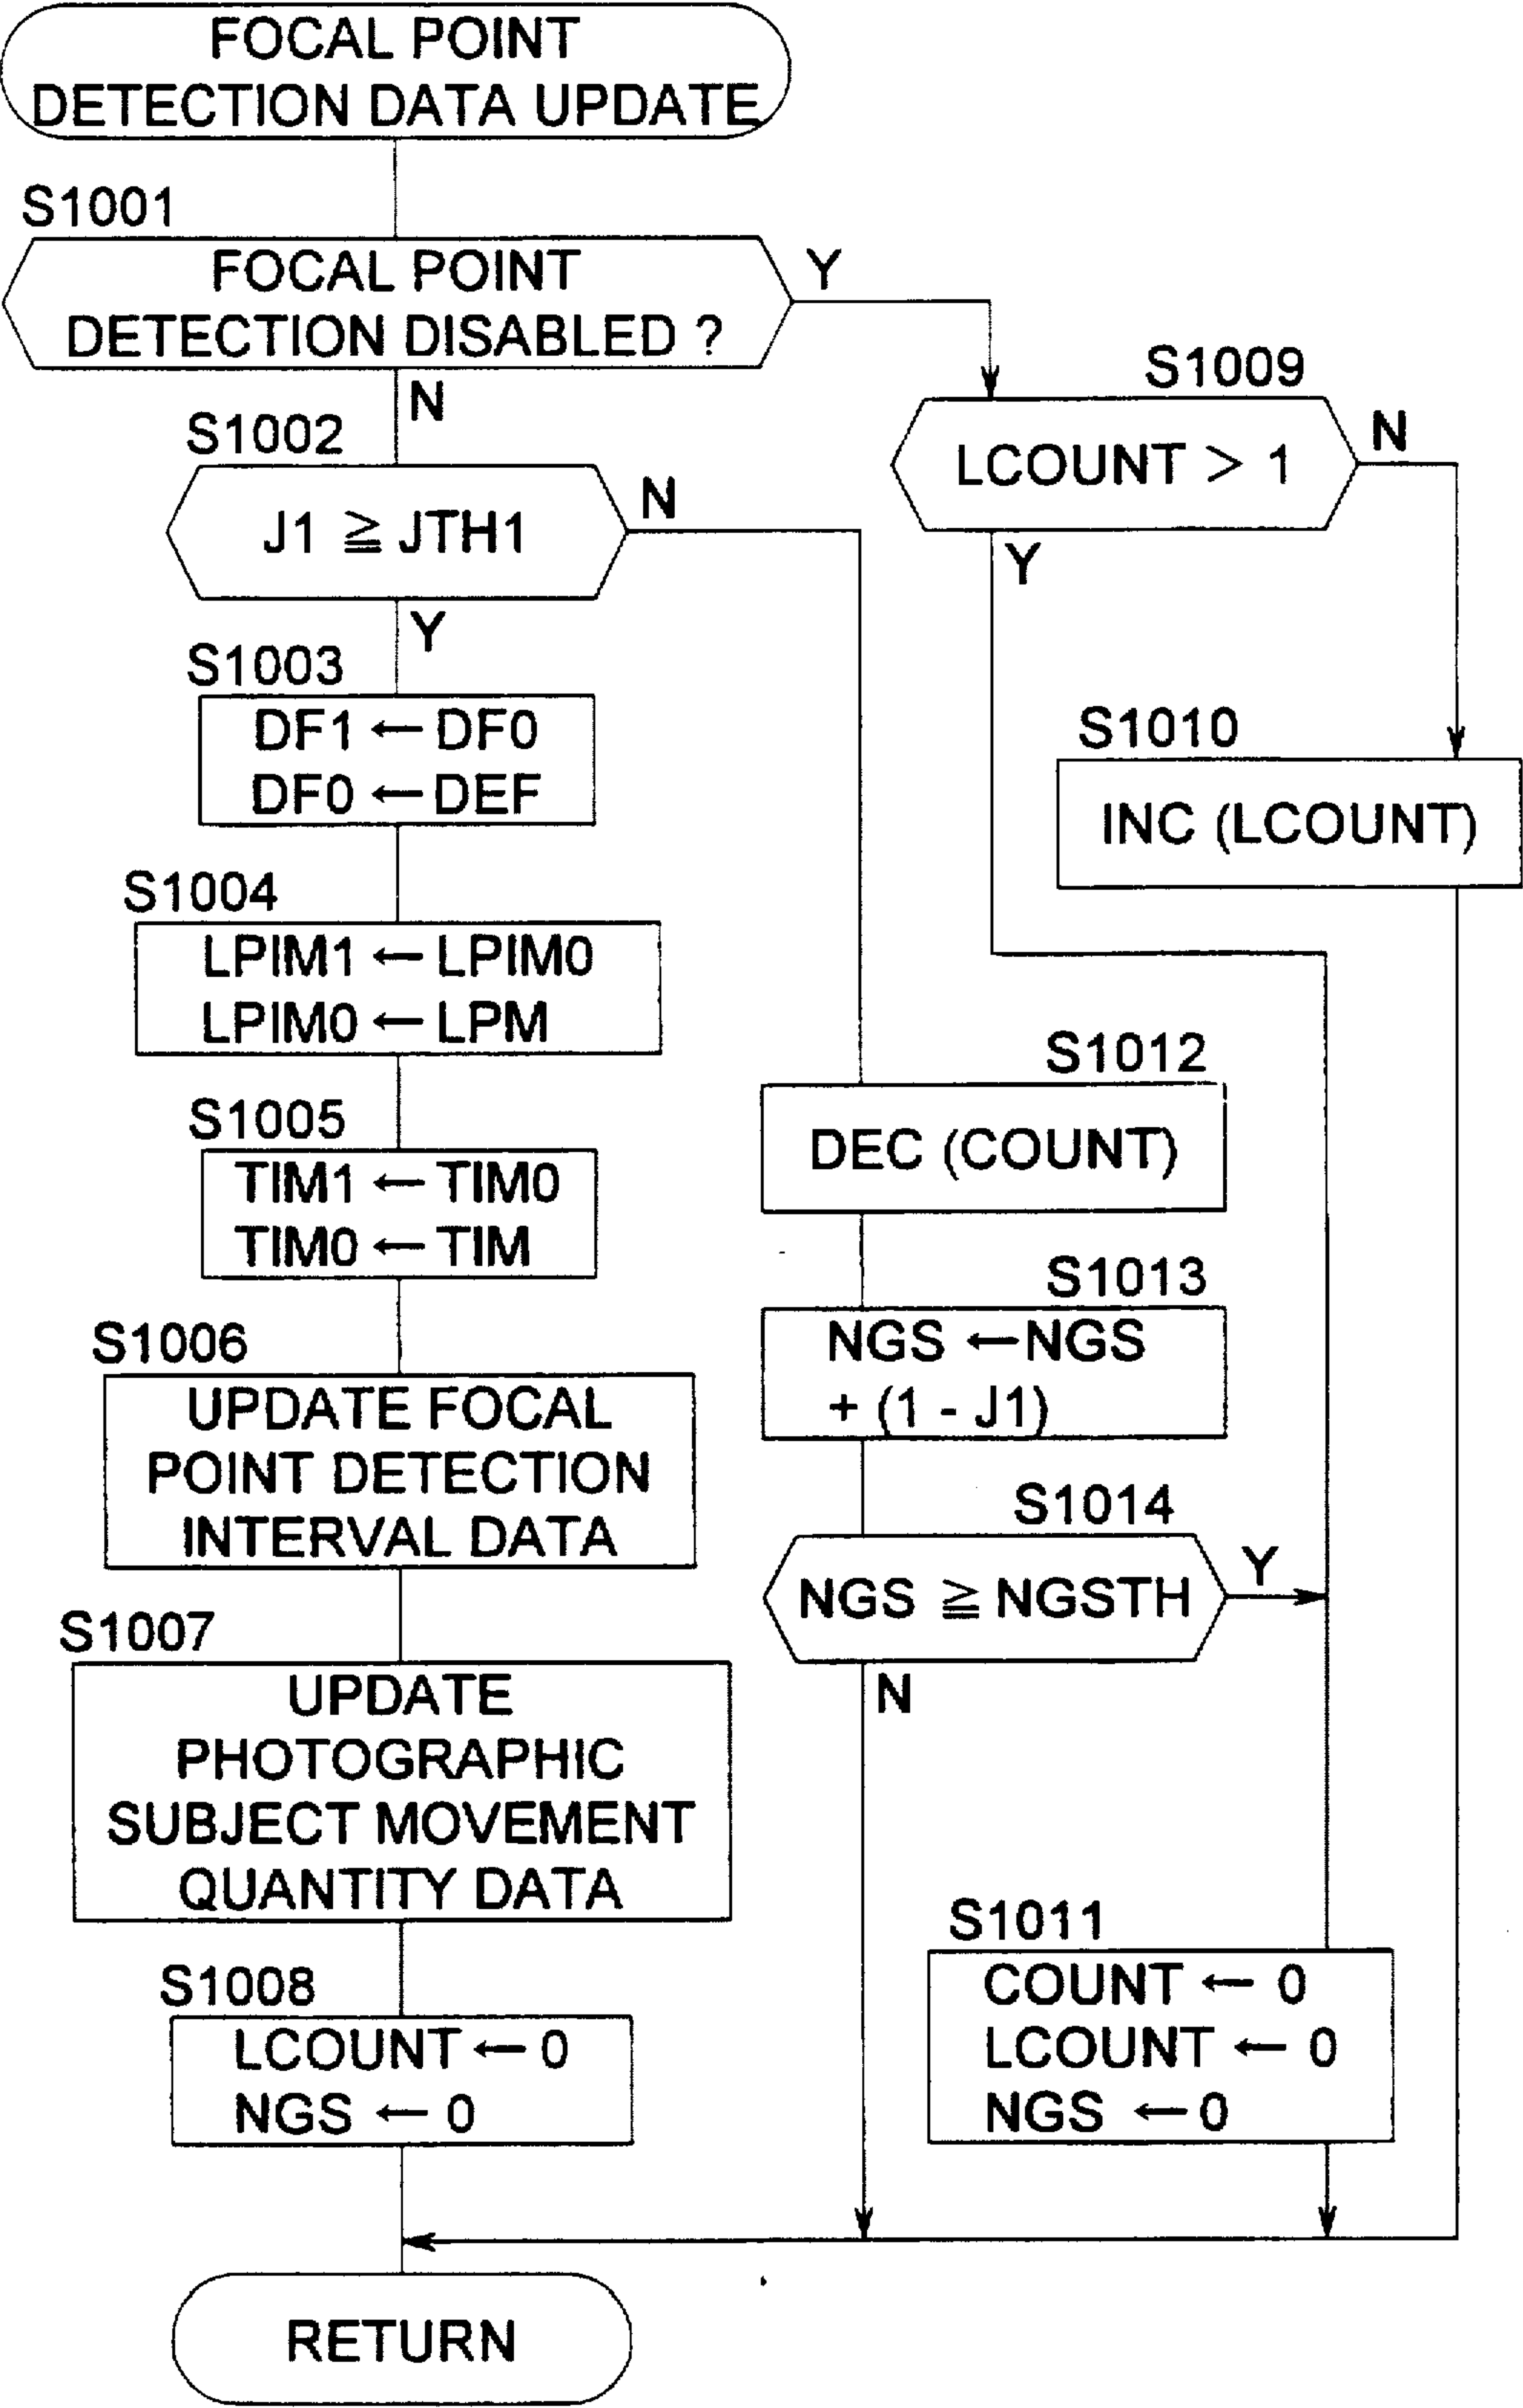 FOCAL POINT
DETECTION DATA UPDATE
S1001
FOCAL POINT
DETECTION DISABLED ?
Y
N
S1002
J1 ≧ JTH1
N
Y
S1003
DF1 ← DF0
DF0 ← DEF
S1004
LPIM1 ← LPIM0
LPIM0 ← LPM
S1005
TIM1 ← TIM0
TIM0 ← TIM
S1006
UPDATE FOCAL
POINT DETECTION
INTERVAL DATA
S1007
UPDATE
PHOTOGRAPHIC
SUBJECT MOVEMENT
QUANTITY DATA
S1008
LCOUNT ← 0
NGS ← 0
S1009
LCOUNT > 1
N
Y
S1010
INC (LCOUNT)
S1012
DEC (COUNT)
S1013
NGS ← NGS
+ (1 - J1)
S1014
NGS ≧ NGSTH
Y
N
S1011
COUNT ← 0
LCOUNT ← 0
NGS ← 0
RETURN